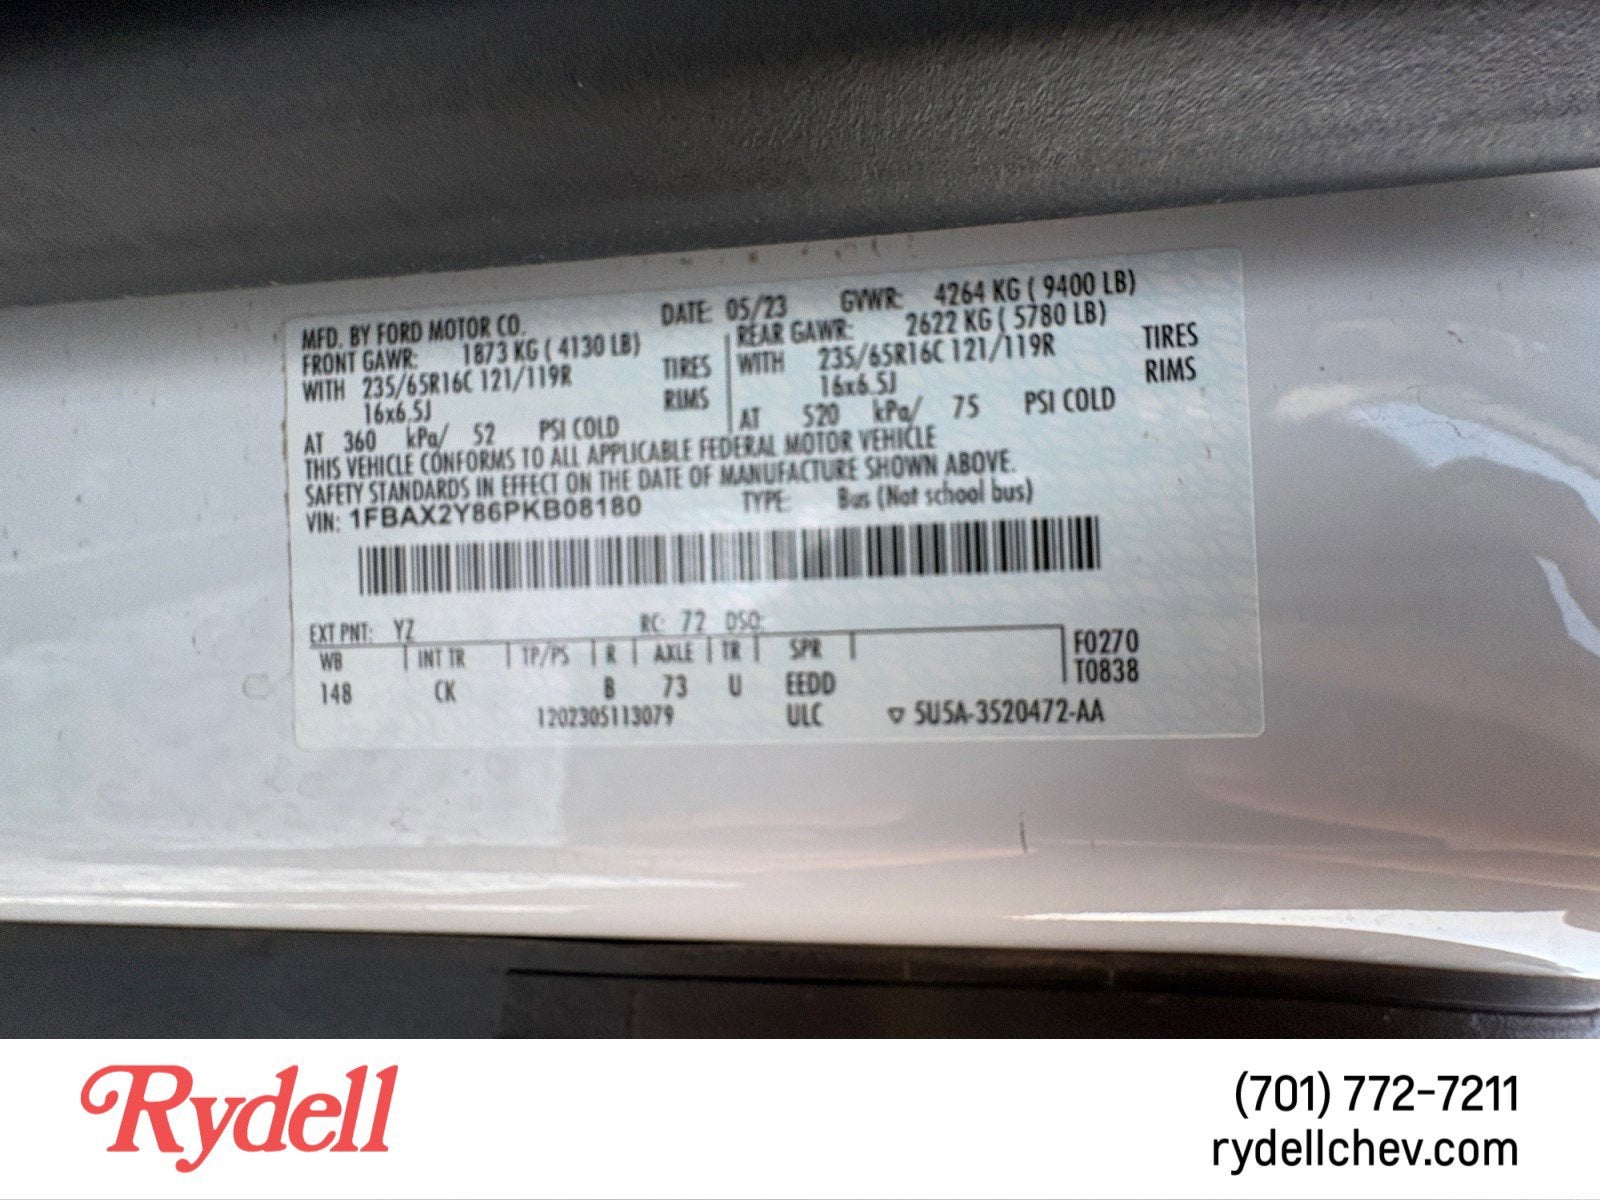 MFD. BY FORD MOTOR CO. DATE: 05/23 GVWR: 4264 KG ( 9400 LB)
FRONT GAWR: 1873 KG ( 4130 LB) REAR GAWR: 2622 KG ( 5780 LB)
WITH 235/65R16C 121/119R TIRES WITH 235/65R16C 121/119R TIRES
16x6.5J RIMS 16x6.5J RIMS
AT 360 kPa/ 52 PSI COLD AT 520 kPa/ 75 PSI COLD
THIS VEHICLE CONFORMS TO ALL APPLICABLE FEDERAL MOTOR VEHICLE
SAFETY STANDARDS IN EFFECT ON THE DATE OF MANUFACTURE SHOWN ABOVE.
VIN: 1FBAX2Y86PKB08180 TYPE: Bus (Not school bus)
EXT PNT: YZ RC: 72 DSO:
WB INT TR TP/PS R AXLE TR SPR F0270
148 CK B 73 U EEDD T0838
1202305113079 ULC ▽ 5U5A-3520472-AA
Rydell
(701) 772-7211
rydellchev.com